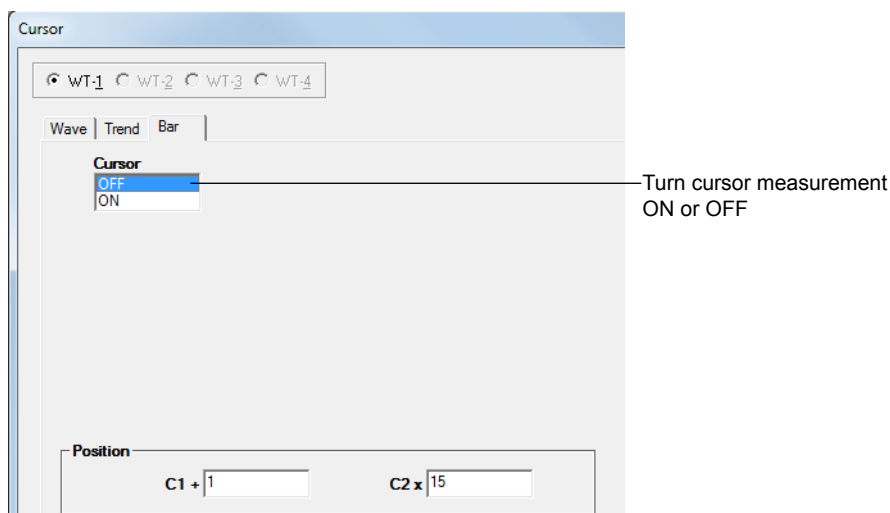 Cursor
WT-1 WT-2 WT-3 WT-4
Wave Trend Bar
Cursor
OFF
ON
Turn cursor measurement
ON or OFF
Position
C1 + 1 C2 x 15